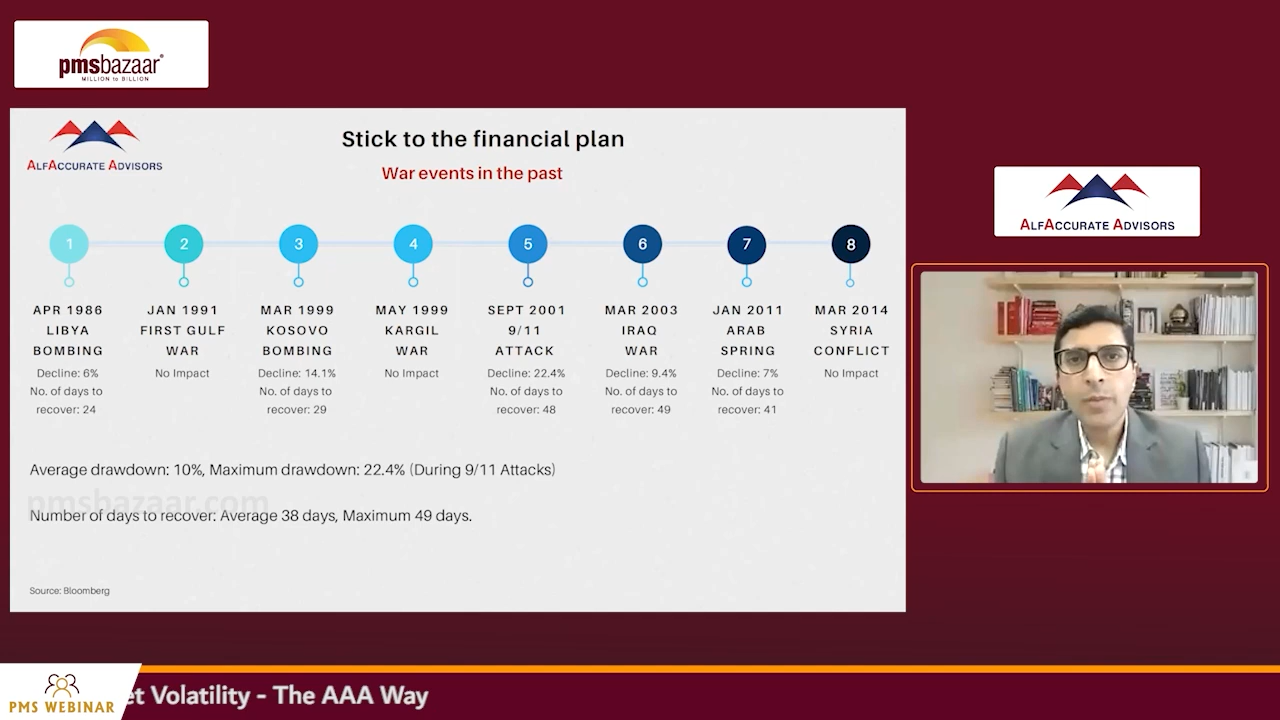 pmsbazaar
MILLION to BILLION
ALFACCURATE ADVISORS
Stick to the financial plan
War events in the past
1
2
3
4
5
6
7
8
APR 1986
LIBYA
BOMBING
Decline: 6%
No. of days to
recover: 24
JAN 1991
FIRST GULF
WAR
No Impact
MAR 1999
KOSOVO
BOMBING
Decline: 14.1%
No. of days to
recover: 29
MAY 1999
KARGIL
WAR
No Impact
SEPT 2001
9/11
ATTACK
Decline: 22.4%
No. of days to
recover: 48
MAR 2003
IRAQ
WAR
Decline: 9.4%
No. of days to
recover: 49
JAN 2011
ARAB
SPRING
Decline: 7%
No. of days to
recover: 41
MAR 2014
SYRIA
CONFLICT
No Impact
Average drawdown: 10%, Maximum drawdown: 22.4% (During 9/11 Attacks)
pmsbazaar.com
Number of days to recover: Average 38 days, Maximum 49 days.
Source: Bloomberg
ALFACCURATE ADVISORS
PMS WEBINAR
et Volatility - The AAA Way